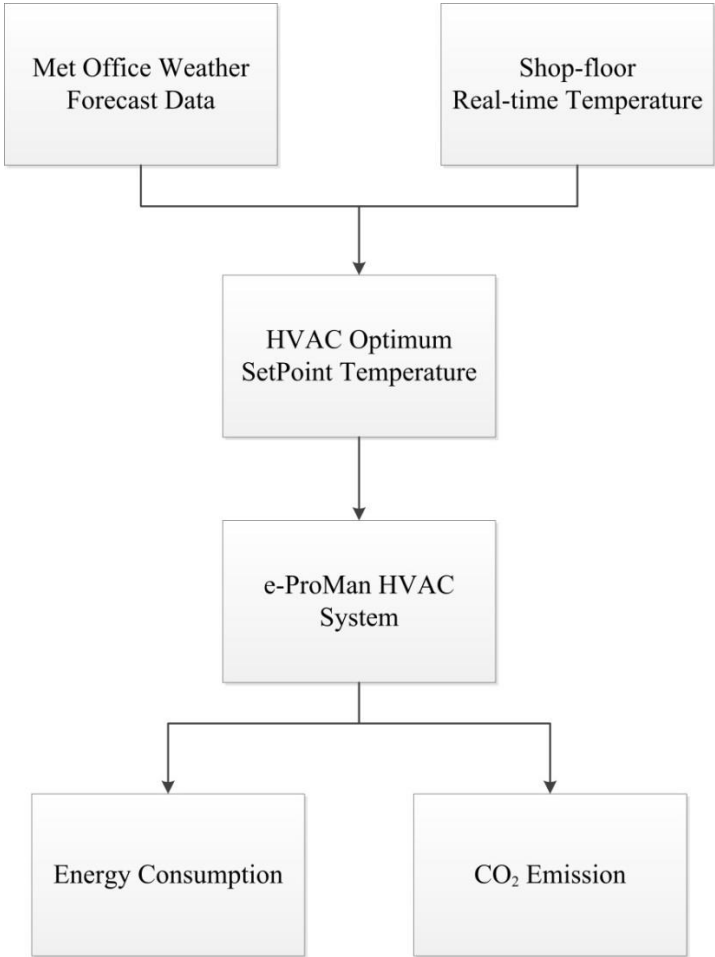 Met Office Weather
Forecast Data
Shop-floor
Real-time Temperature
HVAC Optimum
SetPoint Temperature
e-ProMan HVAC
System
Energy Consumption
CO₂ Emission